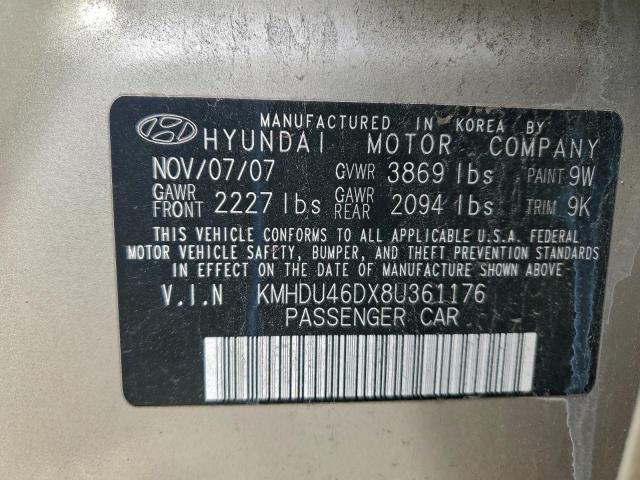 MANUFACTURED IN KOREA BY
HYUNDAI MOTOR COMPANY
NOV/07/07 GVWR 3869 lbs PAINT 9W
GAWR FRONT 2227 lbs GAWR REAR 2094 lbs TRIM 9K
THIS VEHICLE CONFORMS TO ALL APPLICABLE U.S.A. FEDERAL
MOTOR VEHICLE SAFETY, BUMPER, AND THEFT PREVENTION STANDARDS
IN EFFECT ON THE DATE OF MANUFACTURE SHOWN ABOVE
V.I.N KMHDU46DX8U361176
PASSENGER CAR